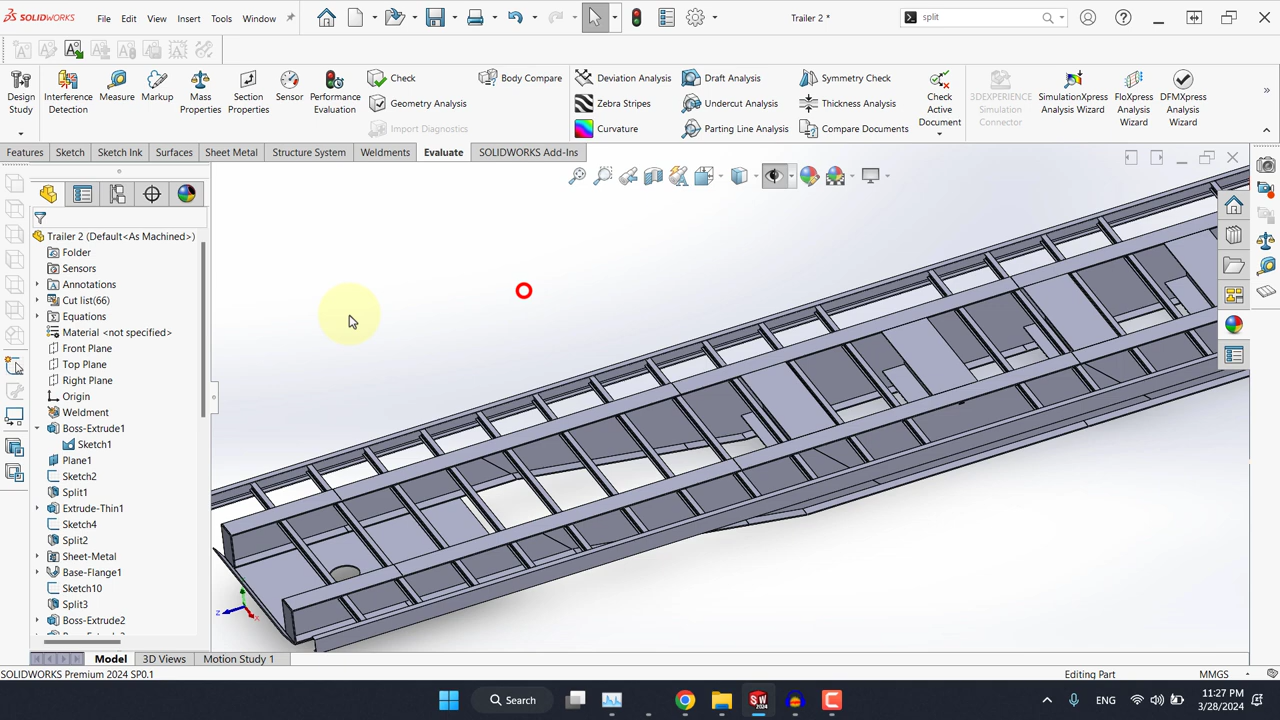 SOLIDWORKS
File Edit View Insert Tools Window
Trailer 2 *
split
Design Study
Interference Detection
Measure
Markup
Mass Properties
Section Properties
Sensor
Performance Evaluation
Check
Geometry Analysis
Import Diagnostics
Body Compare
Deviation Analysis
Zebra Stripes
Curvature
Draft Analysis
Undercut Analysis
Parting Line Analysis
Symmetry Check
Thickness Analysis
Compare Documents
Check Active Document
3DEXPERIENCE Simulation Connector
SimulationXpress Analysis Wizard
FloXpress Analysis Wizard
DFMXpress Analysis Wizard
Features Sketch Sketch Ink Surfaces Sheet Metal Structure System Weldments Evaluate SOLIDWORKS Add-Ins
Trailer 2 (Default<As Machined>)
Folder
Sensors
Annotations
Cut list(66)
Equations
Material <not specified>
Front Plane
Top Plane
Right Plane
Origin
Weldment
Boss-Extrude1
Sketch1
Plane1
Sketch2
Split1
Extrude-Thin1
Sketch4
Split2
Sheet-Metal
Base-Flange1
Sketch10
Split3
Boss-Extrude2
Z
X
Model 3D Views Motion Study 1
SOLIDWORKS Premium 2024 SP0.1
Editing Part
MMGS
Search
SW
2024
ENG
11:27 PM
3/28/2024